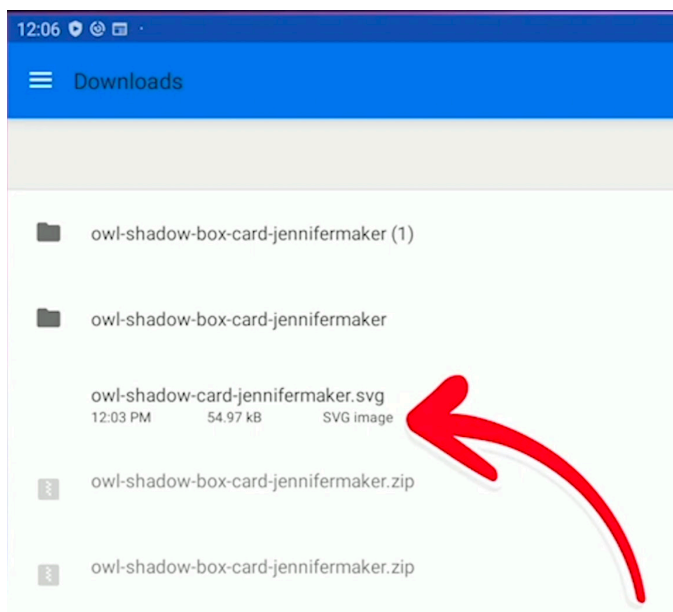 12:06
Downloads
owl-shadow-box-card-jennifermaker (1)
owl-shadow-box-card-jennifermaker
owl-shadow-card-jennifermaker.svg
12:03 PM 54.97 kB SVG image
owl-shadow-box-card-jennifermaker.zip
owl-shadow-box-card-jennifermaker.zip